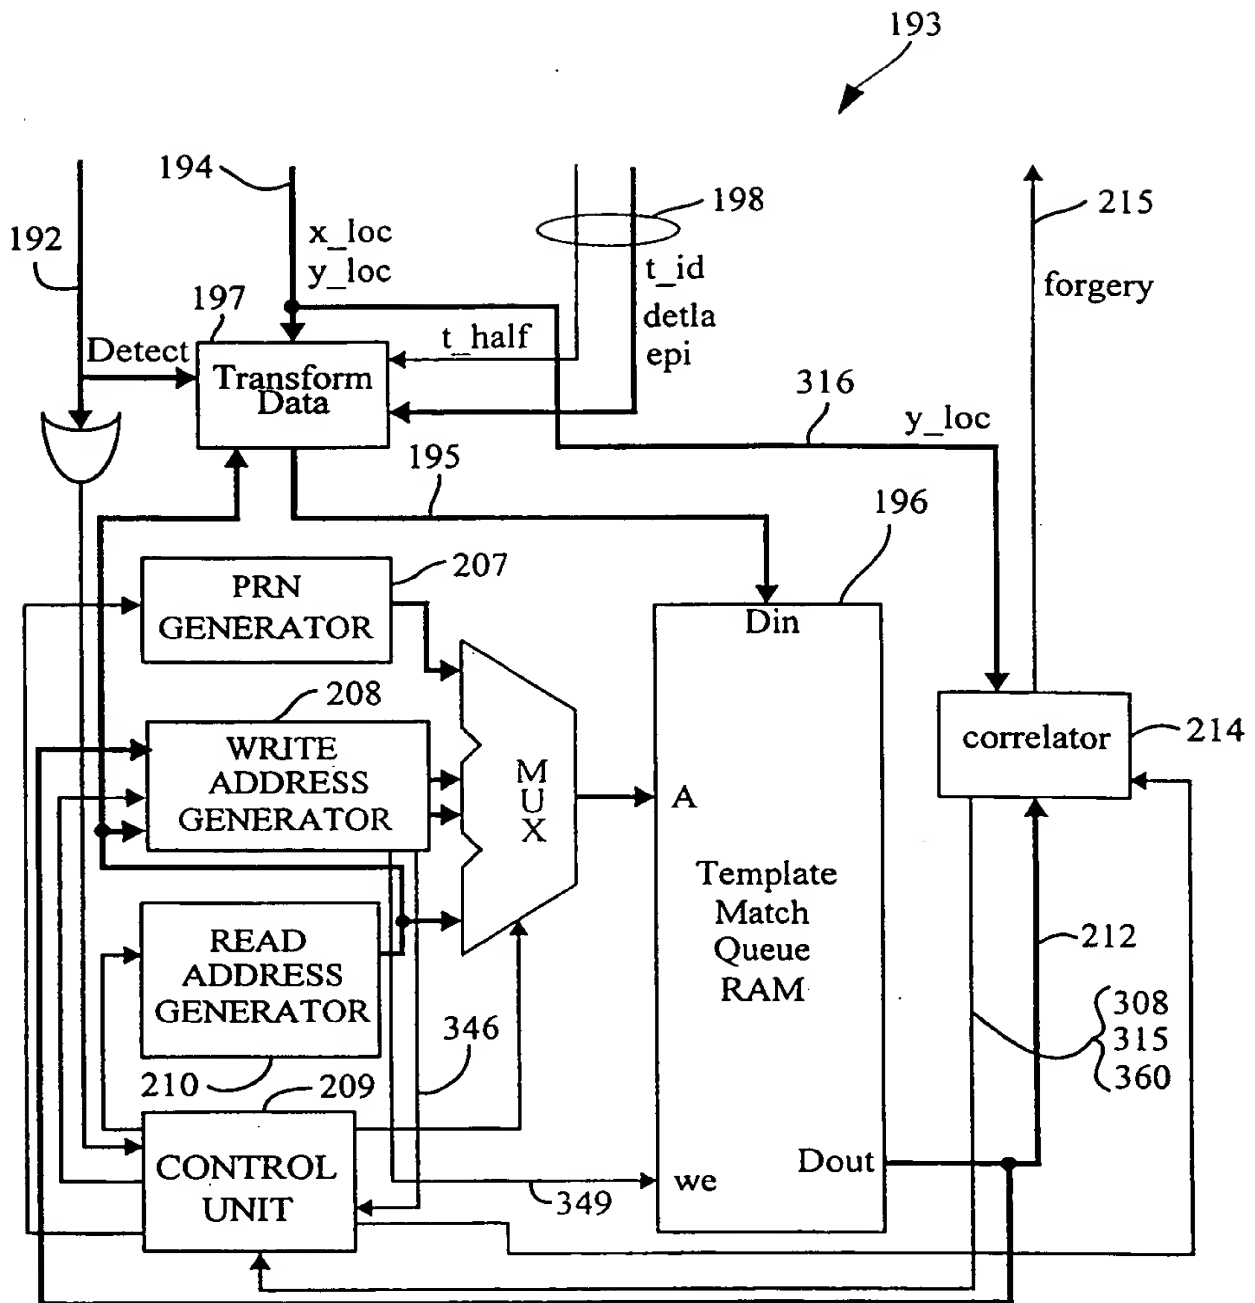 193
194
198
215
192
x_loc
y_loc
t_id
detla
epi
forgery
197
Detect
t_half
Transform
Data
316
y_loc
195
196
PRN
GENERATOR
207
Din
208
WRITE
ADDRESS
GENERATOR
MUX
A
correlator
214
Template
Match
Queue
RAM
READ
ADDRESS
GENERATOR
212
346
308
315
360
210
209
CONTROL
UNIT
Dout
we
349